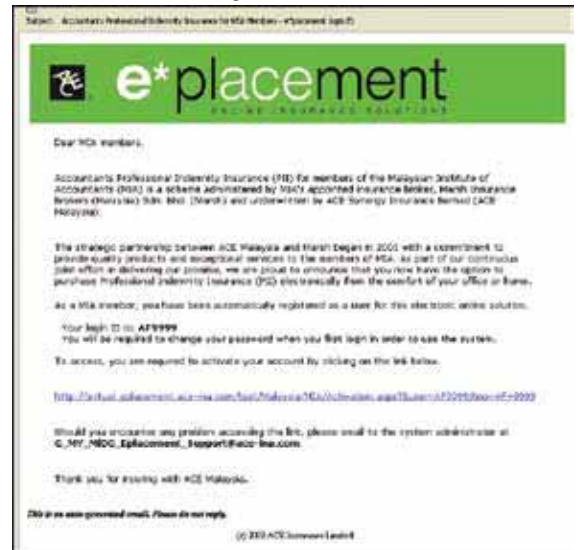 Subject: Accountants Professional Indemnity Insurance for MIA Members - e*placement login ID
ACE
e*placement
ONLINE INSURANCE SOLUTIONS
Dear MIA members,
Accountants Professional Indemnity Insurance (PII) for members of the Malaysian Institute of
Accountants (MIA) is a scheme administered by MIA's appointed insurance broker, Marsh Insurance
Brokers (Malaysia) Sdn. Bhd. (Marsh) and underwritten by ACE Synergy Insurance Berhad (ACE
Malaysia).
The strategic partnership between ACE Malaysia and Marsh began in 2001 with a commitment to
provide quality products and exceptional services to the members of MIA. As part of our continuous
joint effort in delivering our promise, we are proud to announce that you now have the option to
purchase Professional Indemnity Insurance (PII) electronically from the comfort of your office or home.
As a MIA member, you have been automatically registered as a user for this electronic online solution.
Your login ID is: AF9999
You will be required to change your password when you first login in order to use the system.
To access, you are required to activate your account by clicking on the link below.
Should you encounter any problem accessing the link, please email to the system administrator at
G_MY_MIDG_Eplacement_Support@ace-ina.com.
Thank you for insuring with ACE Malaysia.
This is an auto-generated email. Please do not reply.
ACE Limited